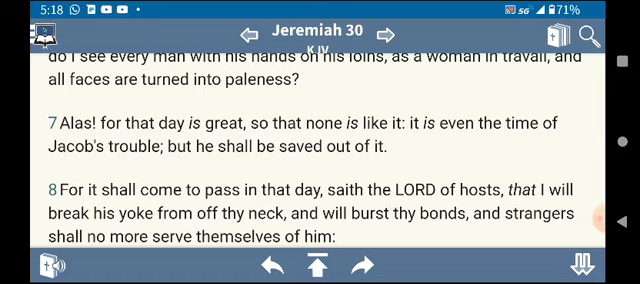 5:18 5G 71%
Jeremiah 30
KJV
do I see every man with his hands on his loins, as a woman in travail, and
all faces are turned into paleness?
7 Alas! for that day is great, so that none is like it: it is even the time of
Jacob's trouble; but he shall be saved out of it.
8 For it shall come to pass in that day, saith the LORD of hosts, that I will
break his yoke from off thy neck, and will burst thy bonds, and strangers
shall no more serve themselves of him: